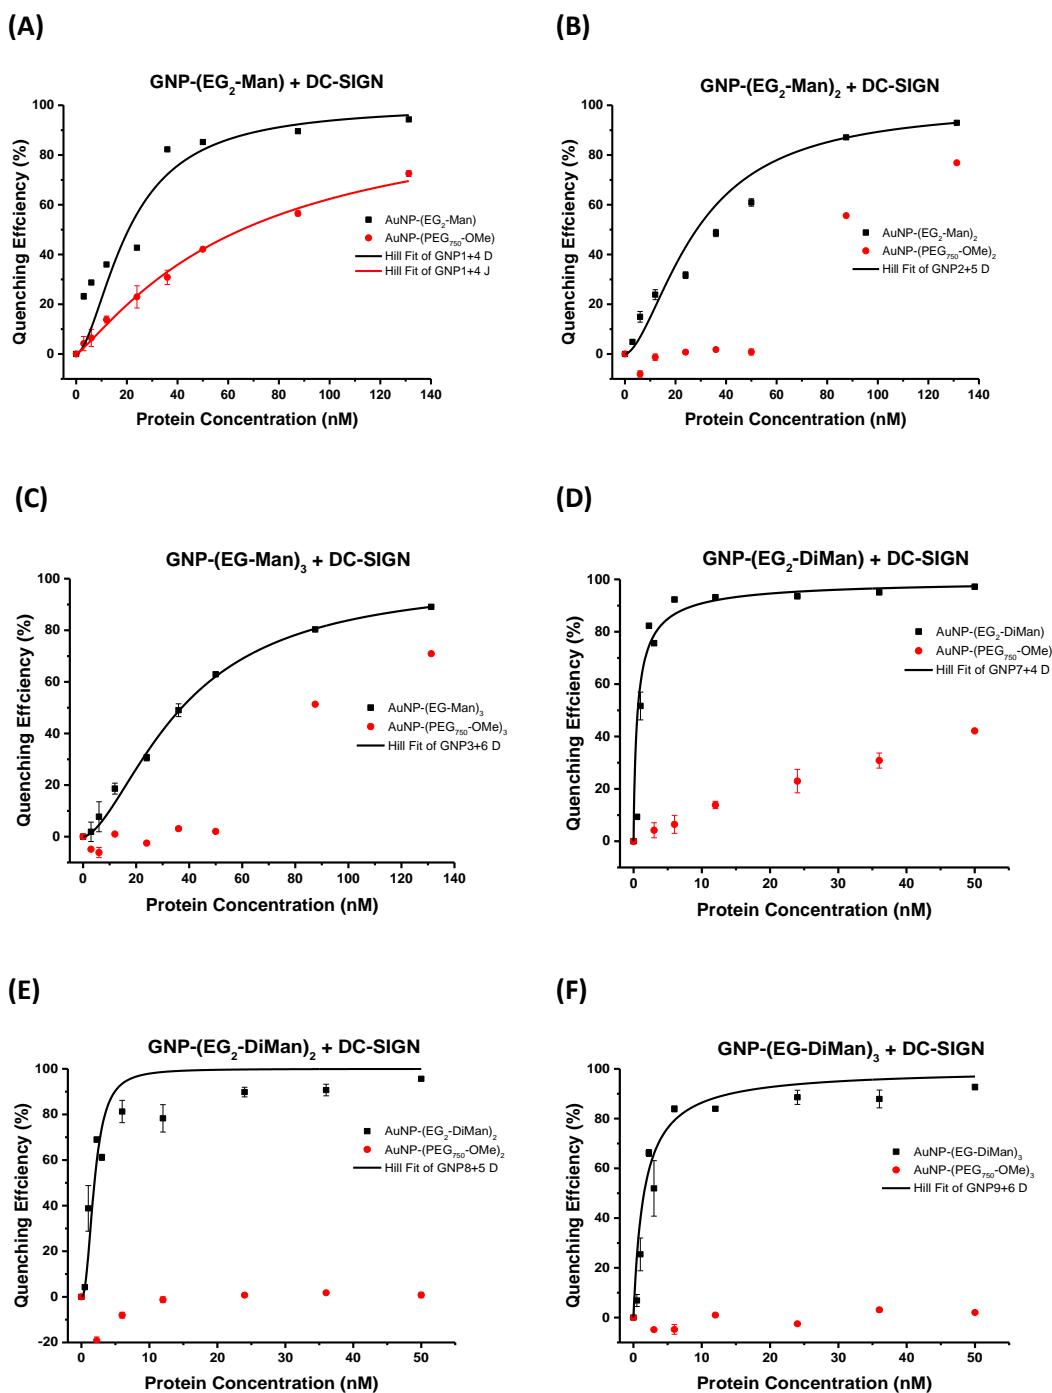 (A)
GNP-(EG2-Man) + DC-SIGN
Quenching Effciency (%)
100
80
60
40
20
0
AuNP-(EG2-Man)
AuNP-(PEG750-OMe)
Hill Fit of GNP1+4 D
Hill Fit of GNP1+4 J
0 20 40 60 80 100 120 140
Protein Concentration (nM)
(B)
GNP-(EG2-Man)2 + DC-SIGN
Quenching Effciency (%)
100
80
60
40
20
0
AuNP-(EG2-Man)2
AuNP-(PEG750-OMe)2
Hill Fit of GNP2+5 D
0 20 40 60 80 100 120 140
Protein Concentration (nM)
(C)
GNP-(EG-Man)3 + DC-SIGN
Quenching Effciency (%)
100
80
60
40
20
0
AuNP-(EG-Man)3
AuNP-(PEG750-OMe)3
Hill Fit of GNP3+6 D
0 20 40 60 80 100 120 140
Protein Concentration (nM)
(D)
GNP-(EG2-DiMan) + DC-SIGN
Quenching Effciency (%)
100
80
60
40
20
0
AuNP-(EG2-DiMan)
AuNP-(PEG750-OMe)
Hill Fit of GNP7+4 D
0 10 20 30 40 50
Protein Concentration (nM)
(E)
GNP-(EG2-DiMan)2 + DC-SIGN
Quenching Effciency (%)
100
80
60
40
20
0
-20
AuNP-(EG2-DiMan)2
AuNP-(PEG750-OMe)2
Hill Fit of GNP8+5 D
0 10 20 30 40 50
Protein Concentration (nM)
(F)
GNP-(EG-DiMan)3 + DC-SIGN
Quenching Effciency (%)
100
80
60
40
20
0
AuNP-(EG-DiMan)3
AuNP-(PEG750-OMe)3
Hill Fit of GNP9+6 D
0 10 20 30 40 50
Protein Concentration (nM)